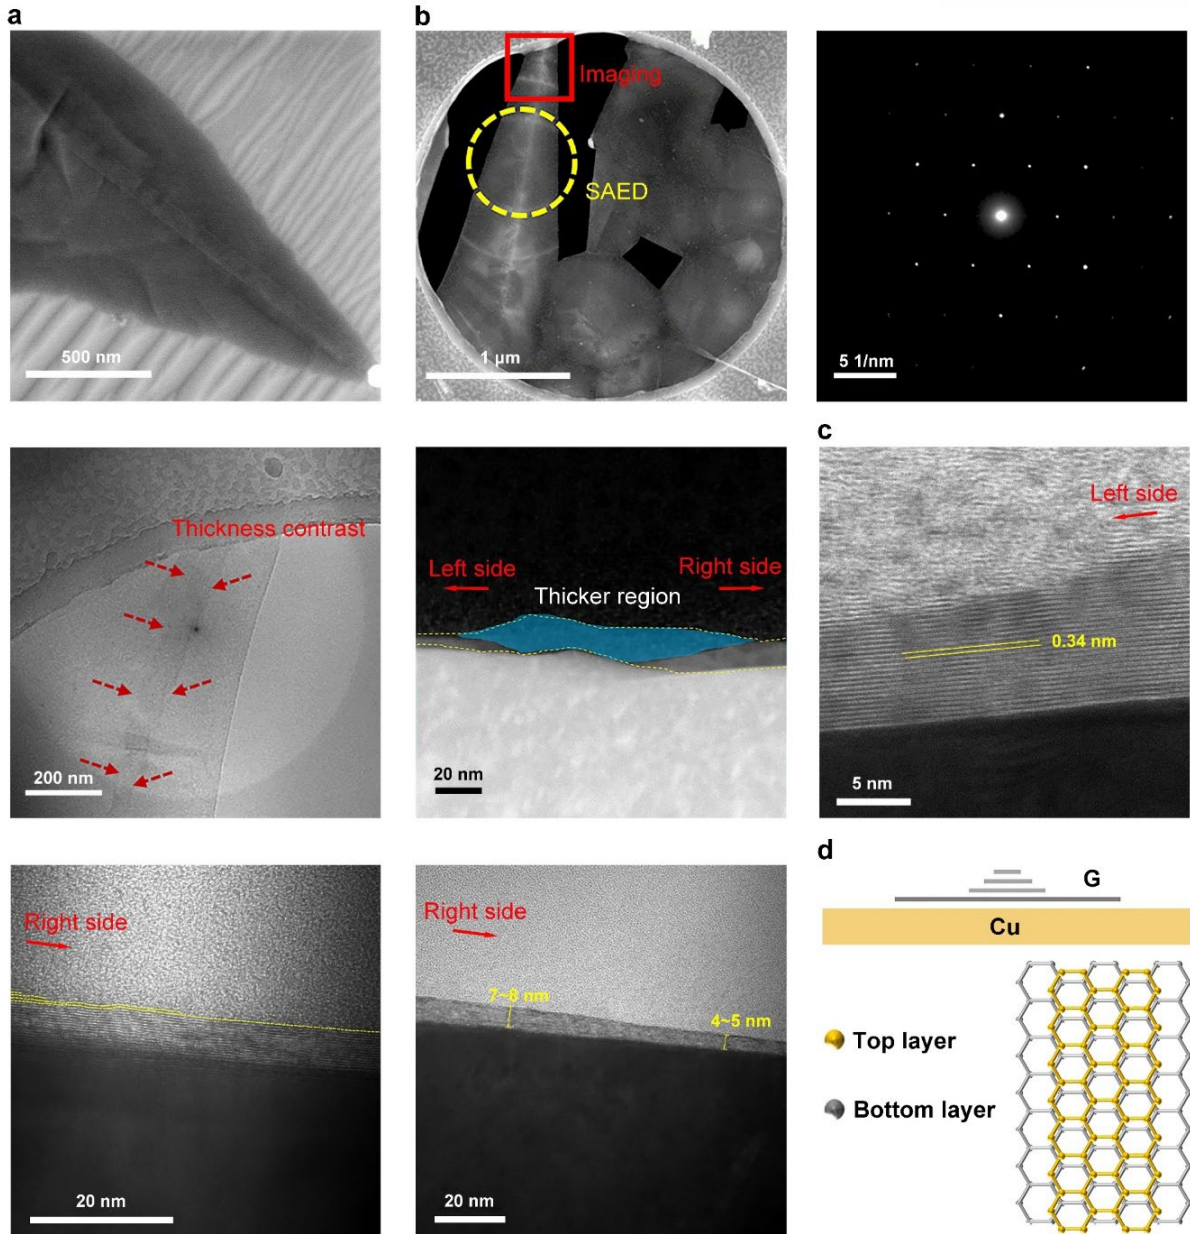 a
500 nm
b
Imaging
SAED
1 µm
5 1/nm
Thickness contrast
200 nm
Left side
Right side
Thicker region
20 nm
c
Left side
0.34 nm
5 nm
Right side
20 nm
Right side
7~8 nm
4~5 nm
20 nm
d
G
Cu
Top layer
Bottom layer